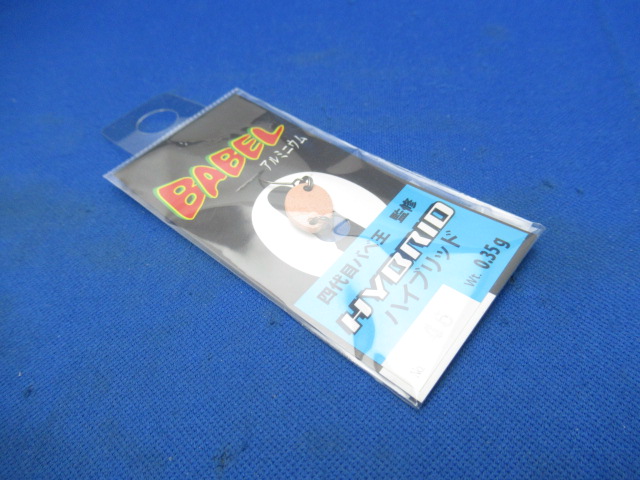 BABEL
アルミニウム
四代目バベ王 監修
HYBRID
ハイブリッド
Wt. 0.35g